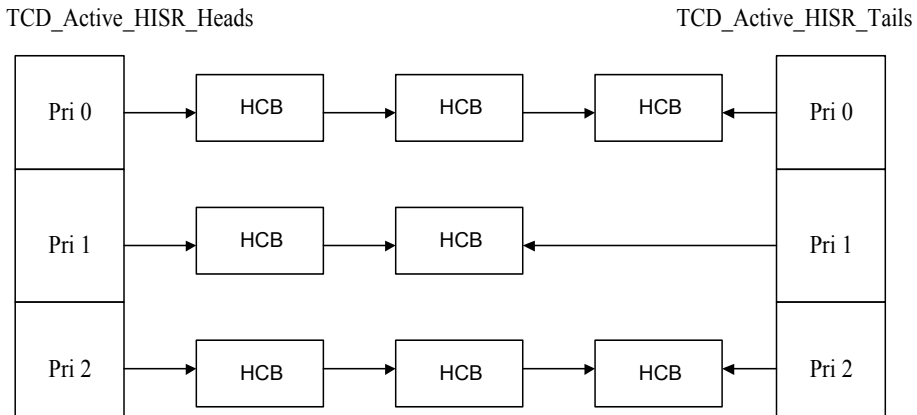 TCD_Active_HISR_Heads TCD_Active_HISR_Tails
Pri 0 HCB HCB HCB Pri 0
Pri 1 HCB HCB Pri 1
Pri 2 HCB HCB HCB Pri 2